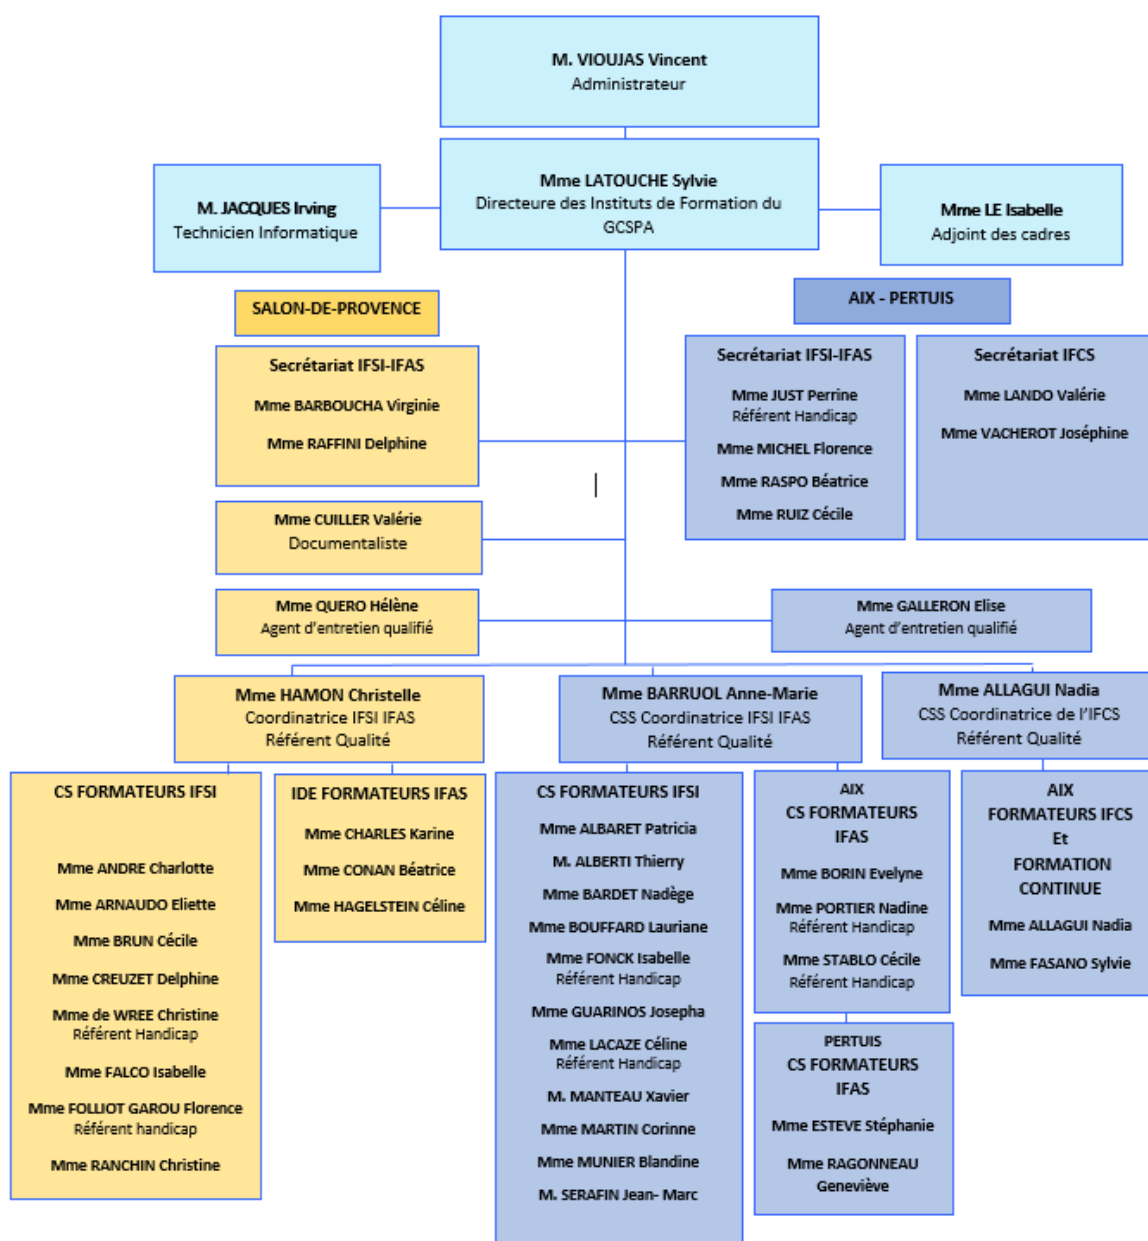 M. VIOUJAS Vincent
Administrateur
Mme LATOUCHE Sylvie
Directeure des Instituts de Formation du
GCSPA
M. JACQUES Irving
Technicien Informatique
Mme LE Isabelle
Adjoint des cadres
SALON-DE-PROVENCE
AIX - PERTUIS
Secrétariat IFSI-IFAS
Mme BARBOUCHA Virginie
Mme RAFFINI Delphine
Secrétariat IFSI-IFAS
Mme JUST Perrine
Référent Handicap
Mme MICHEL Florence
Mme RASPO Béatrice
Mme RUIZ Cécile
Secrétariat IFCS
Mme LANDO Valérie
Mme VACHEROT Joséphine
Mme CUILLER Valérie
Documentaliste
Mme QUERO Hélène
Agent d'entretien qualifié
Mme GALLERON Elise
Agent d'entretien qualifié
Mme HAMON Christelle
Coordinatrice IFSI IFAS
Référent Qualité
Mme BARRUOL Anne-Marie
CSS Coordinatrice IFSI IFAS
Référent Qualité
Mme ALLAGUI Nadia
CSS Coordinatrice de l'IFCS
Référent Qualité
CS FORMATEURS IFSI
Mme ANDRE Charlotte
Mme ARNAUDO Eliette
Mme BRUN Cécile
Mme CREUZET Delphine
Mme de WREE Christine
Référent Handicap
Mme FALCO Isabelle
Mme FOLLIOT GAROU Florence
Référent handicap
Mme RANCHIN Christine
IDE FORMATEURS IFAS
Mme CHARLES Karine
Mme CONAN Béatrice
Mme HAGELSTEIN Céline
CS FORMATEURS IFSI
Mme ALBARET Patricia
M. ALBERTI Thierry
Mme BARDET Nadège
Mme BOUFFARD Lauriane
Mme FONCK Isabelle
Référent Handicap
Mme GUARINOS Josepha
Mme LACAZE Céline
Référent Handicap
M. MANTEAU Xavier
Mme MARTIN Corinne
Mme MUNIER Blandine
M. SERAFIN Jean- Marc
AIX
CS FORMATEURS
IFAS
Mme BORIN Evelyne
Mme PORTIER Nadine
Référent Handicap
Mme STABLO Cécile
Référent Handicap
PERTUIS
CS FORMATEURS
IFAS
Mme ESTEVE Stéphanie
Mme RAGONNEAU
Geneviève
AIX
FORMATEURS IFCS
Et
FORMATION
CONTINUE
Mme ALLAGUI Nadia
Mme FASANO Sylvie